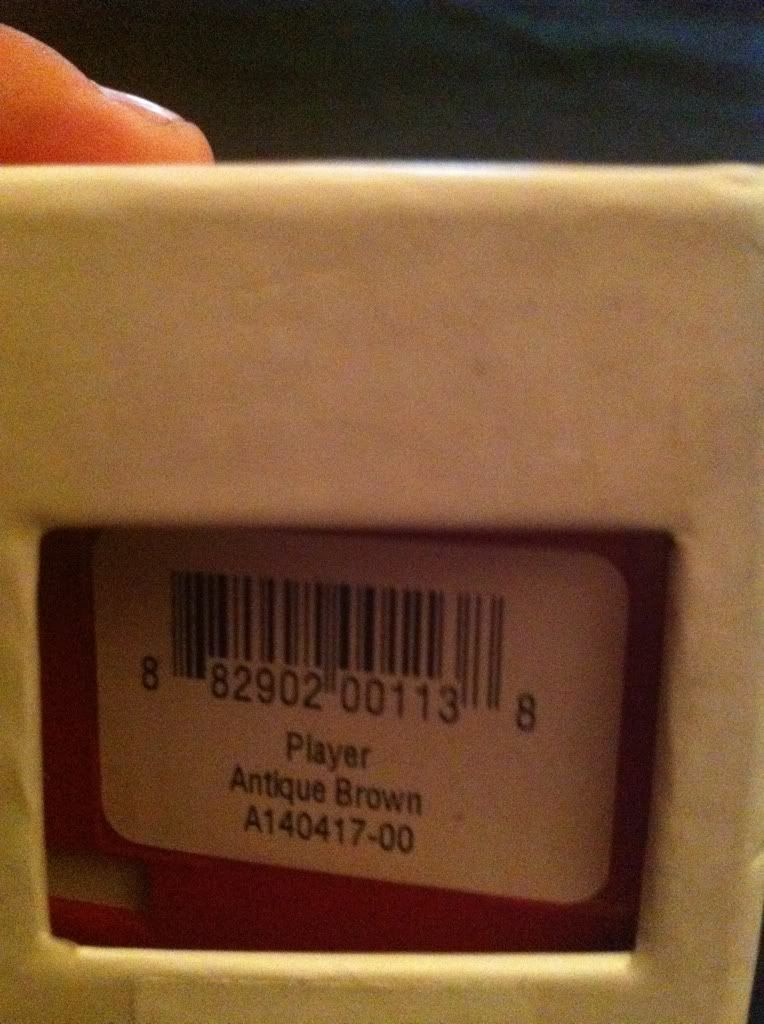 8 82902 00113 8
Player
Antique Brown
A140417-00